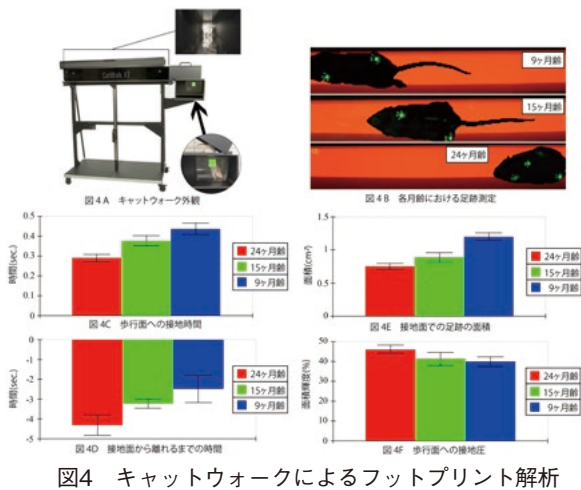 CatWalk XT
図4A キャットウォーク外観
9ヶ月齢
15ヶ月齢
24ヶ月齢
図4B 各月齢における足跡測定
時間(sec.)
0.5
0.4
0.3
0.2
0.1
0
24ヶ月齢
15ヶ月齢
9ヶ月齢
図4C 歩行面への接地時間
面積(cm²)
1.5
1
0.5
0
24ヶ月齢
15ヶ月齢
9ヶ月齢
図4E 接地面での足跡の面積
時間(sec.)
0
-1
-2
-3
-4
-5
24ヶ月齢
15ヶ月齢
9ヶ月齢
図4D 接地面から離れるまでの時間
面積輝度(%)
50
40
30
20
10
0
24ヶ月齢
15ヶ月齢
9ヶ月齢
図4F 歩行面への接地圧
図4 キャットウォークによるフットプリント解析